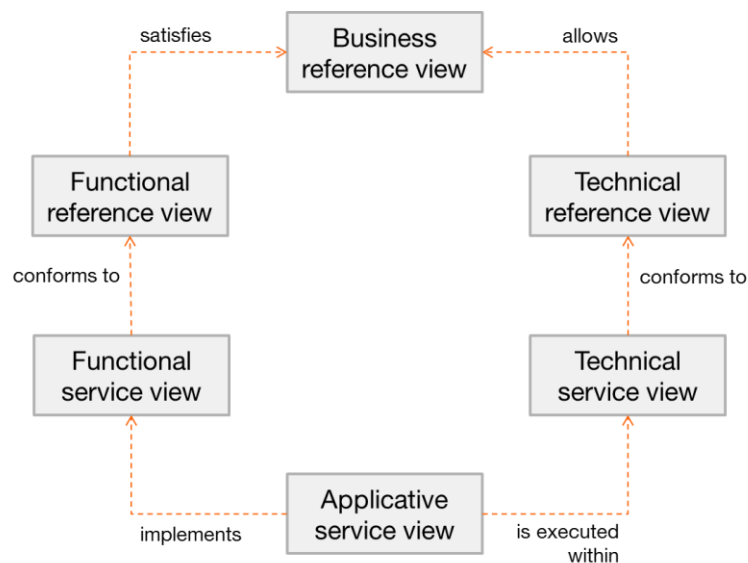 satisfies
Business
reference view
allows
Functional
reference view
Technical
reference view
conforms to
conforms to
Functional
service view
Technical
service view
implements
Applicative
service view
is executed
within